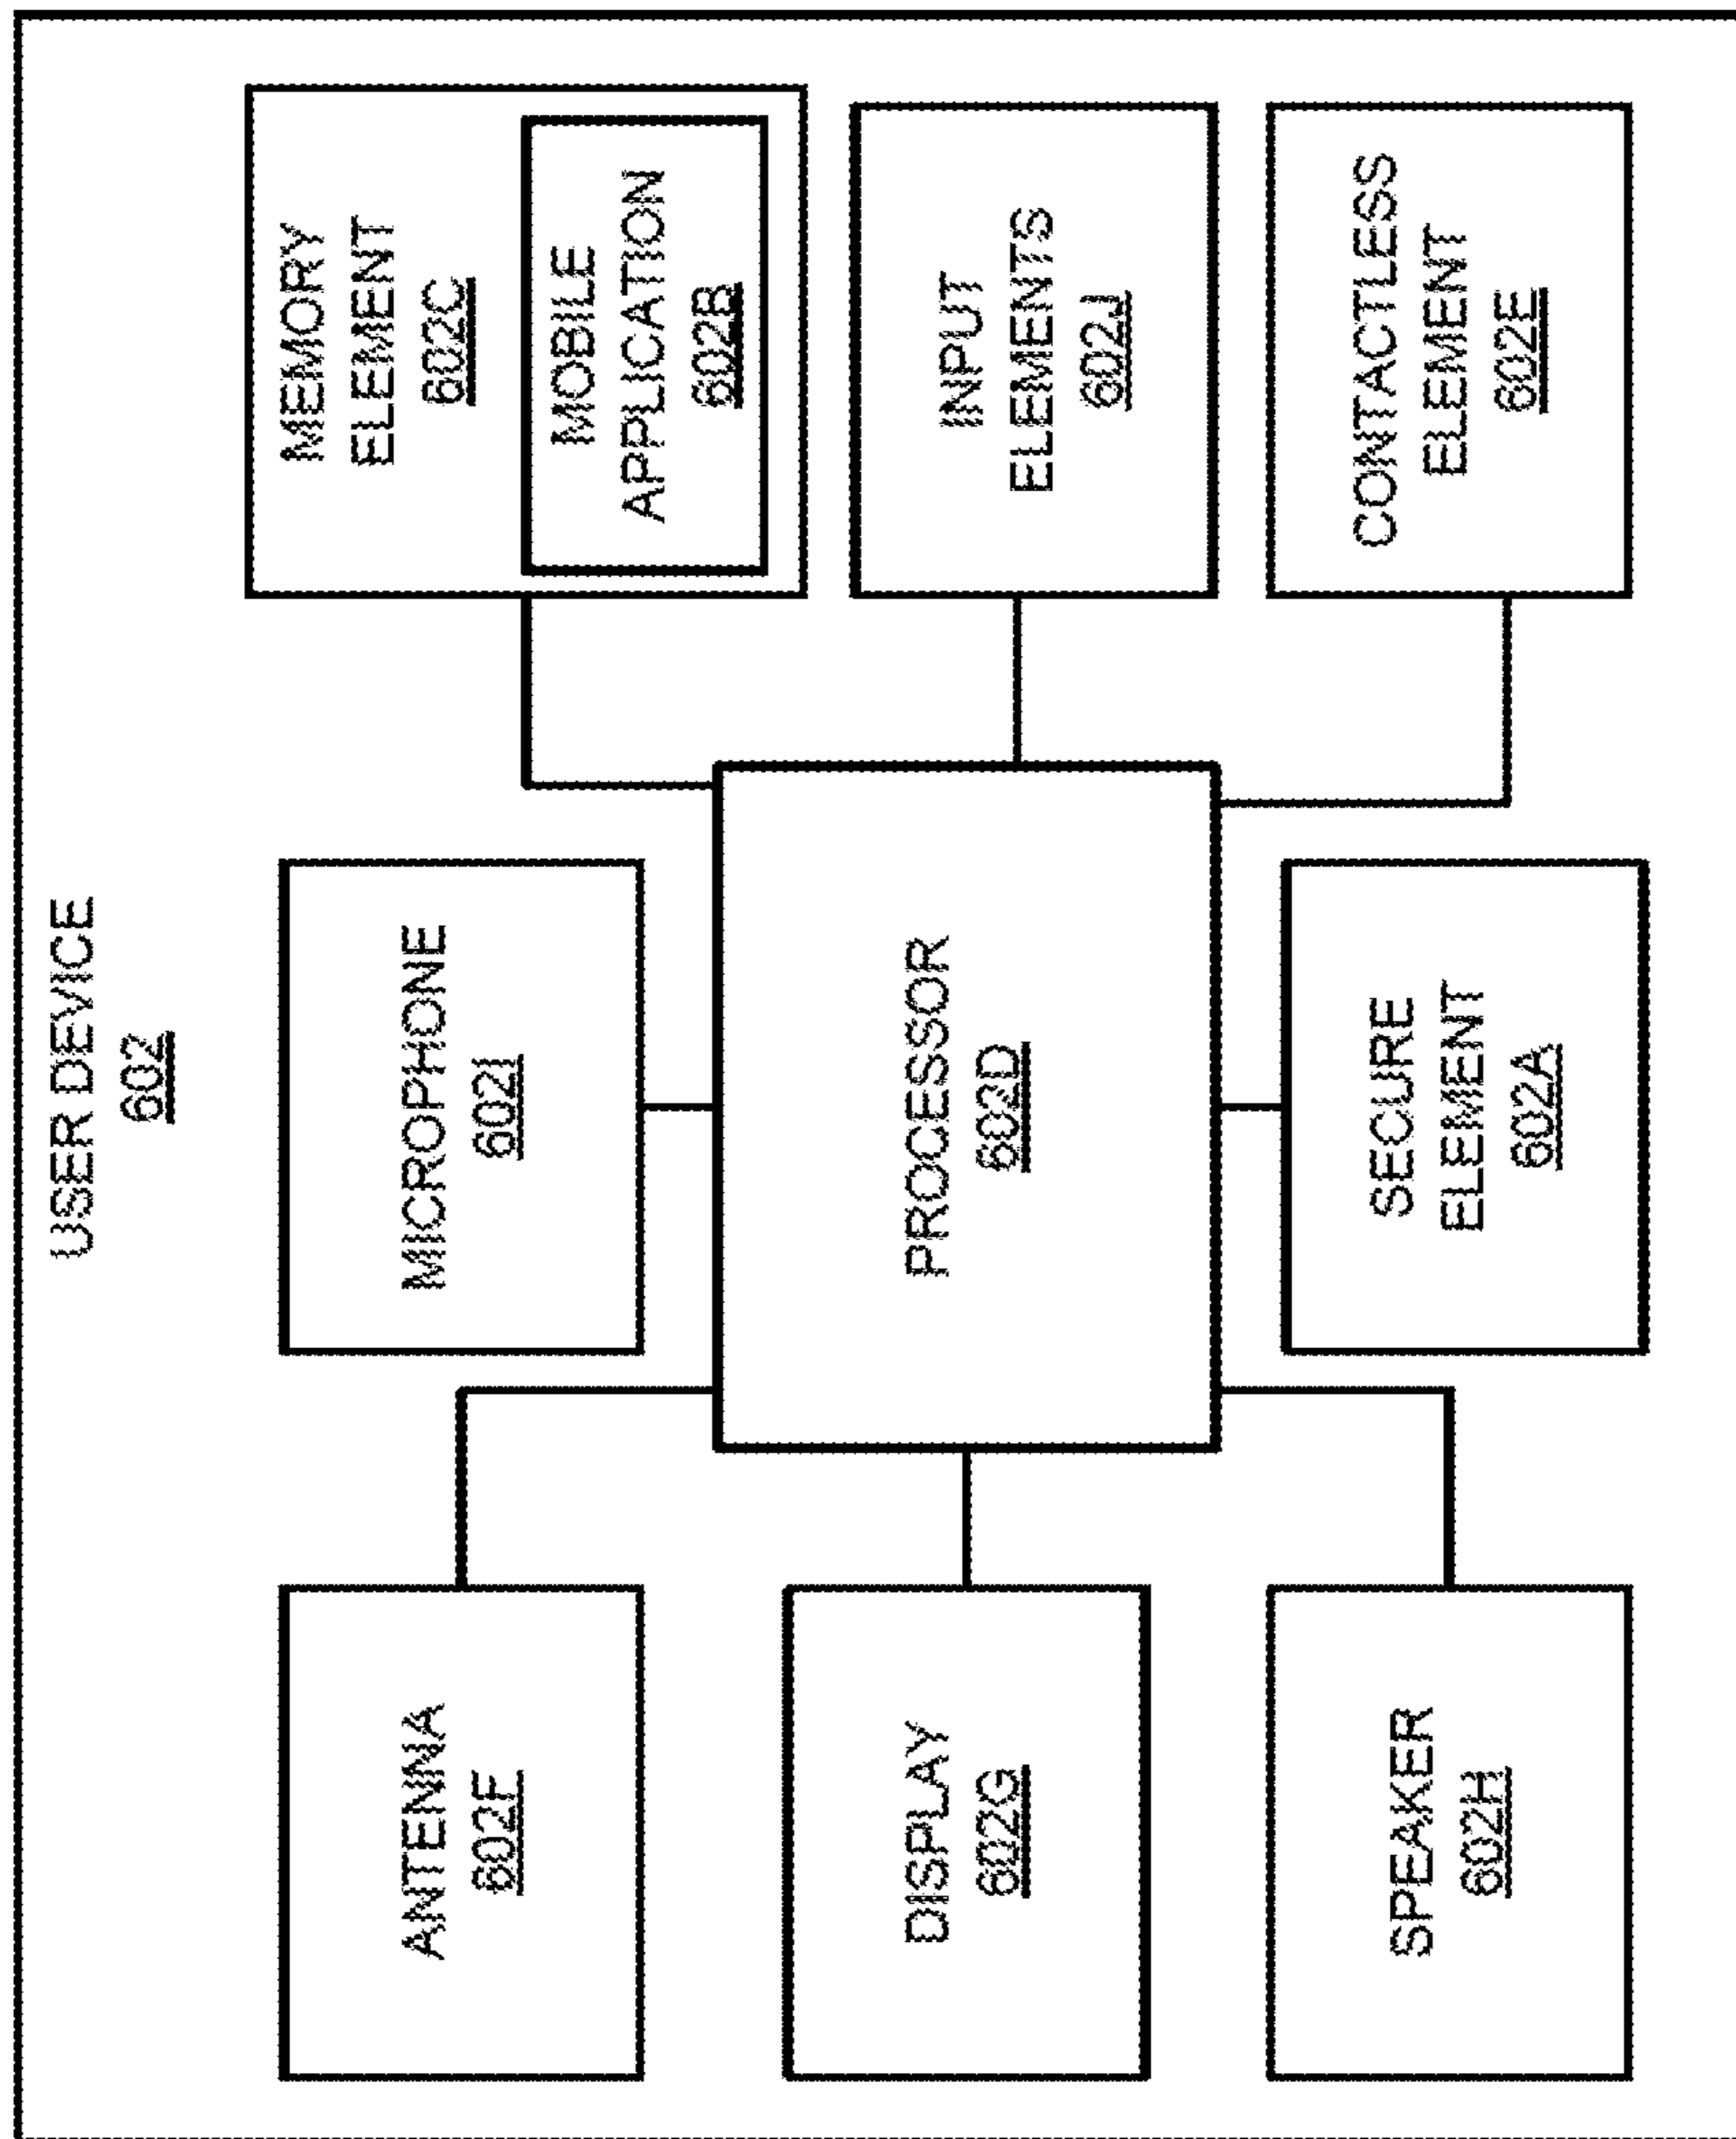 USER DEVICE
602
ANTENNA
602F
MICROPHONE
602I
MEMORY
ELEMENT
602C
MOBILE
APPLICATION
602B
DISPLAY
602G
PROCESSOR
602D
INPUT
ELEMENTS
602J
SPEAKER
602H
SECURE
ELEMENT
602A
CONTACTLESS
ELEMENT
602E